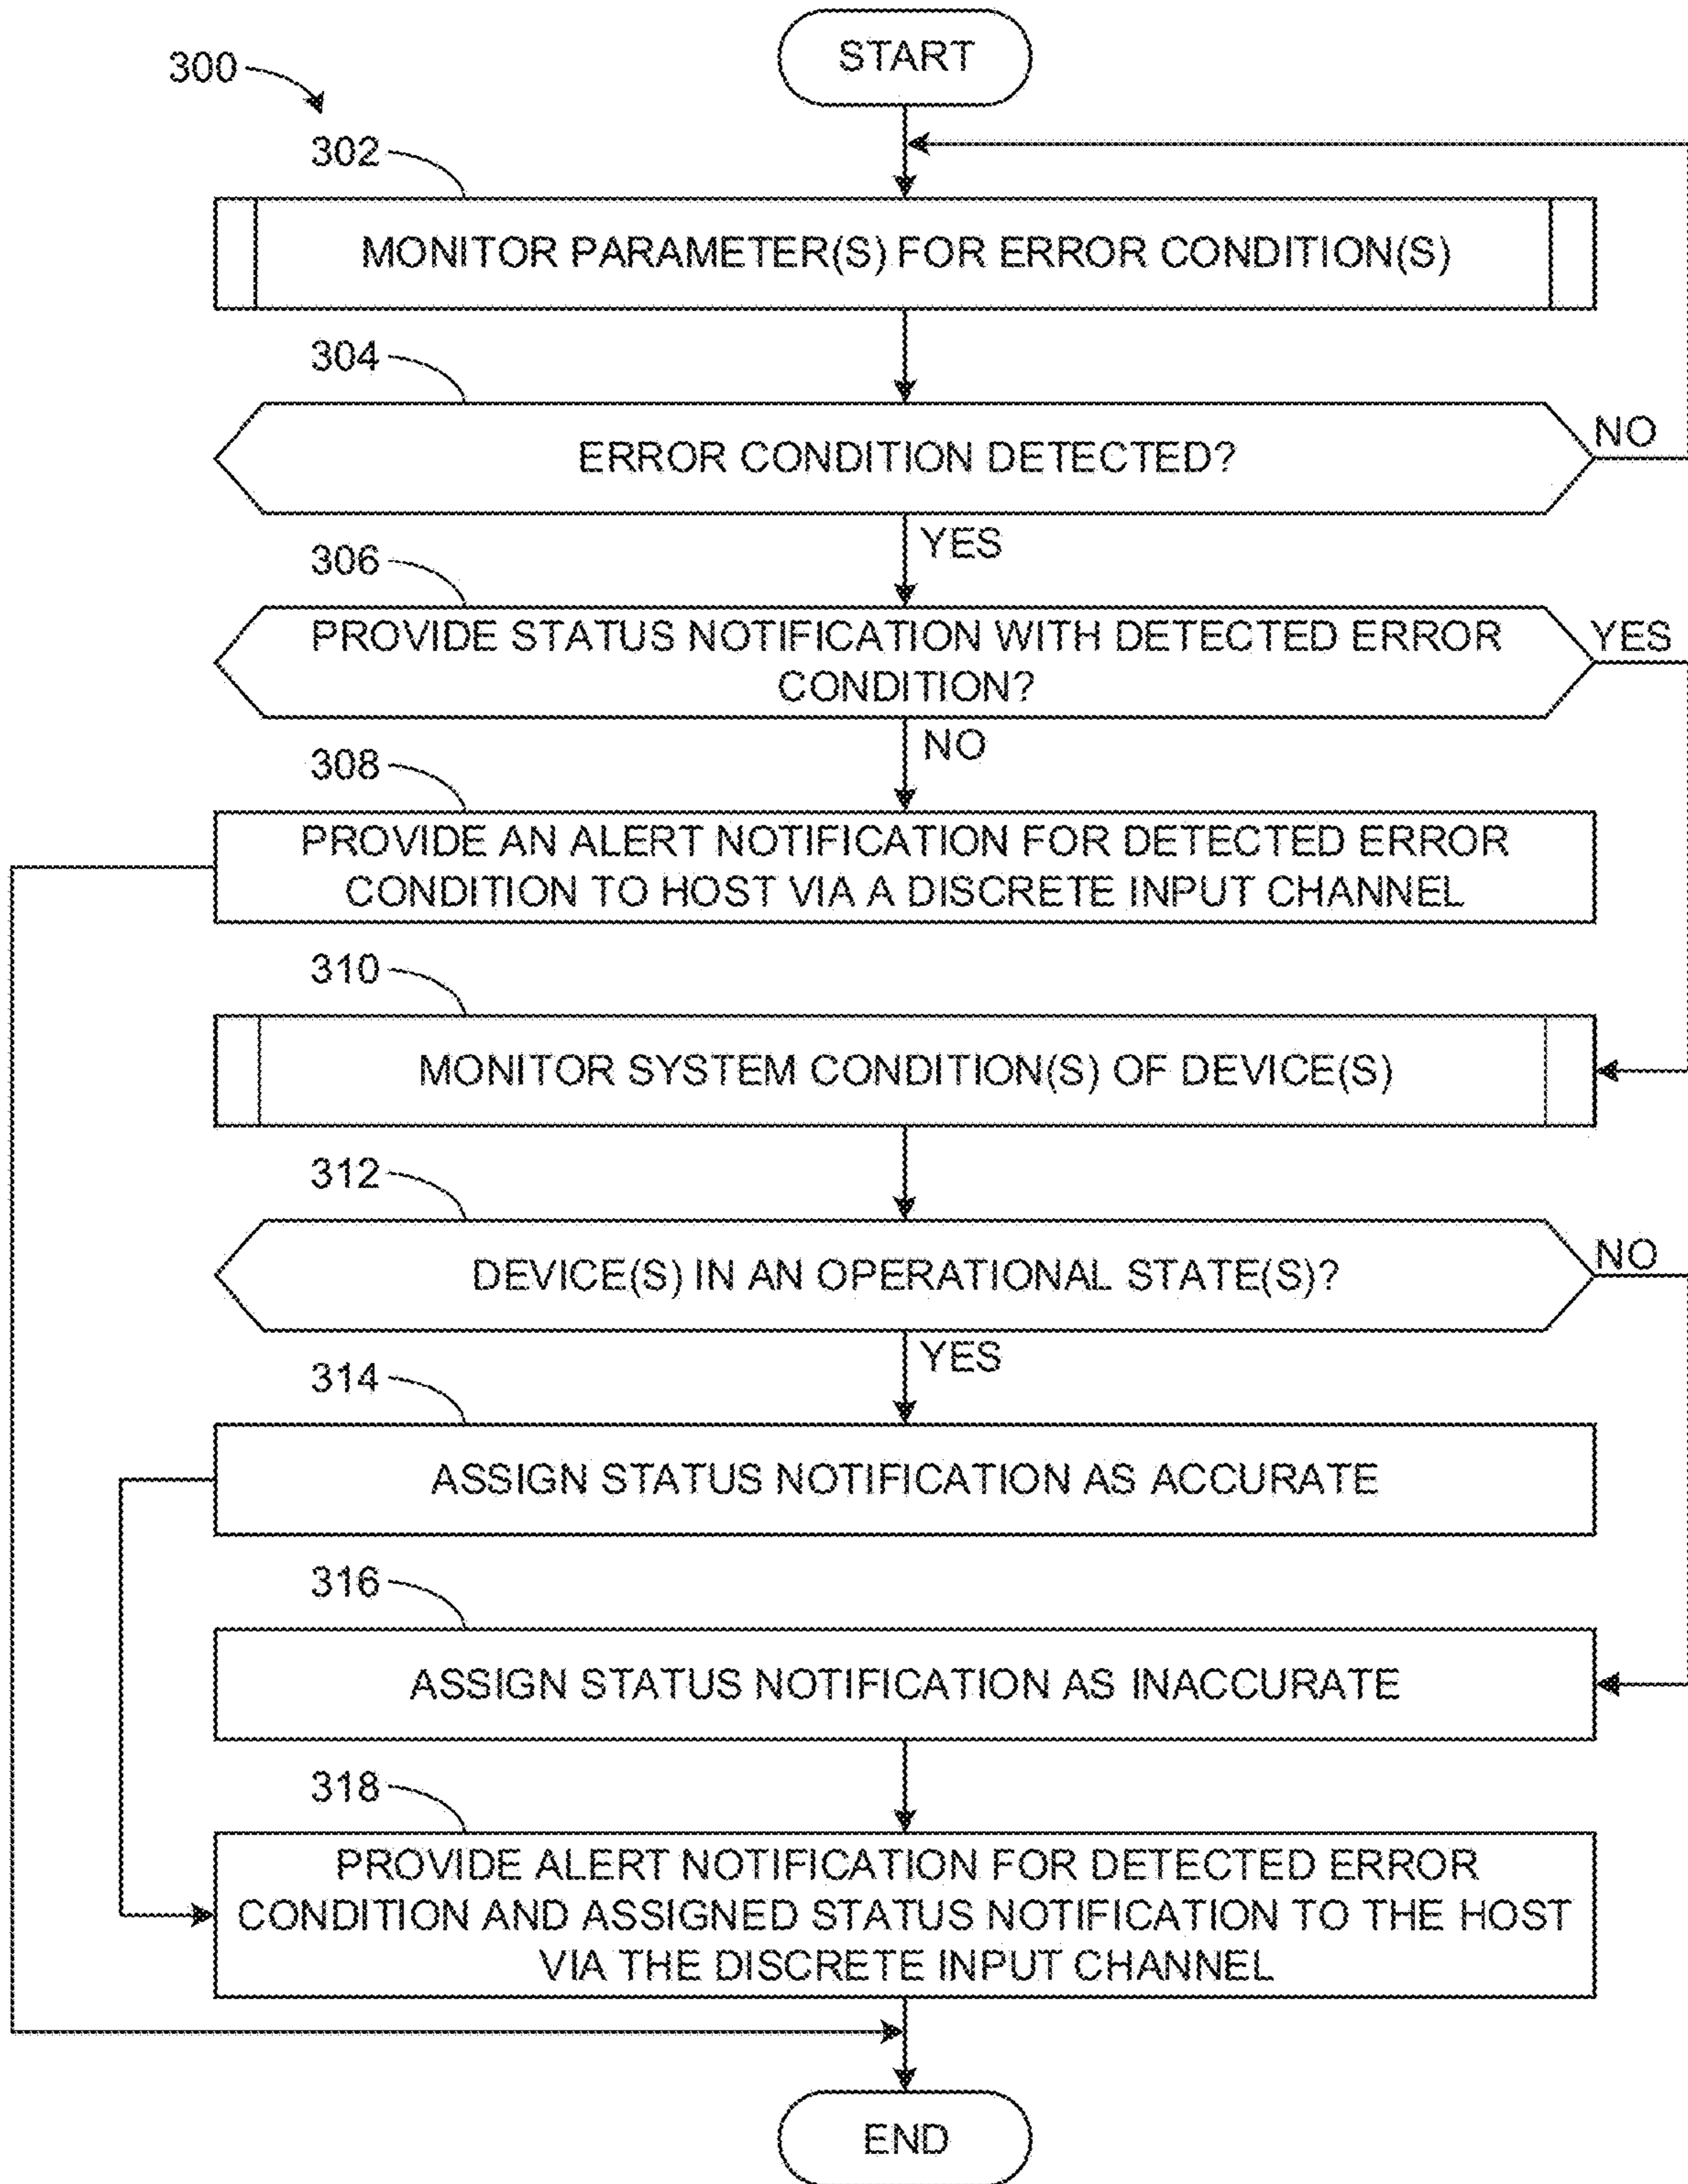 START
300
302
MONITOR PARAMETER(S) FOR ERROR CONDITION(S)
304
ERROR CONDITION DETECTED?
NO
YES
306
PROVIDE STATUS NOTIFICATION WITH DETECTED ERROR
CONDITION?
YES
NO
308
PROVIDE AN ALERT NOTIFICATION FOR DETECTED ERROR
CONDITION TO HOST VIA A DISCRETE INPUT CHANNEL
310
MONITOR SYSTEM CONDITION(S) OF DEVICE(S)
312
DEVICE(S) IN AN OPERATIONAL STATE(S)?
NO
YES
314
ASSIGN STATUS NOTIFICATION AS ACCURATE
316
ASSIGN STATUS NOTIFICATION AS INACCURATE
318
PROVIDE ALERT NOTIFICATION FOR DETECTED ERROR
CONDITION AND ASSIGNED STATUS NOTIFICATION TO THE HOST
VIA THE DISCRETE INPUT CHANNEL
END